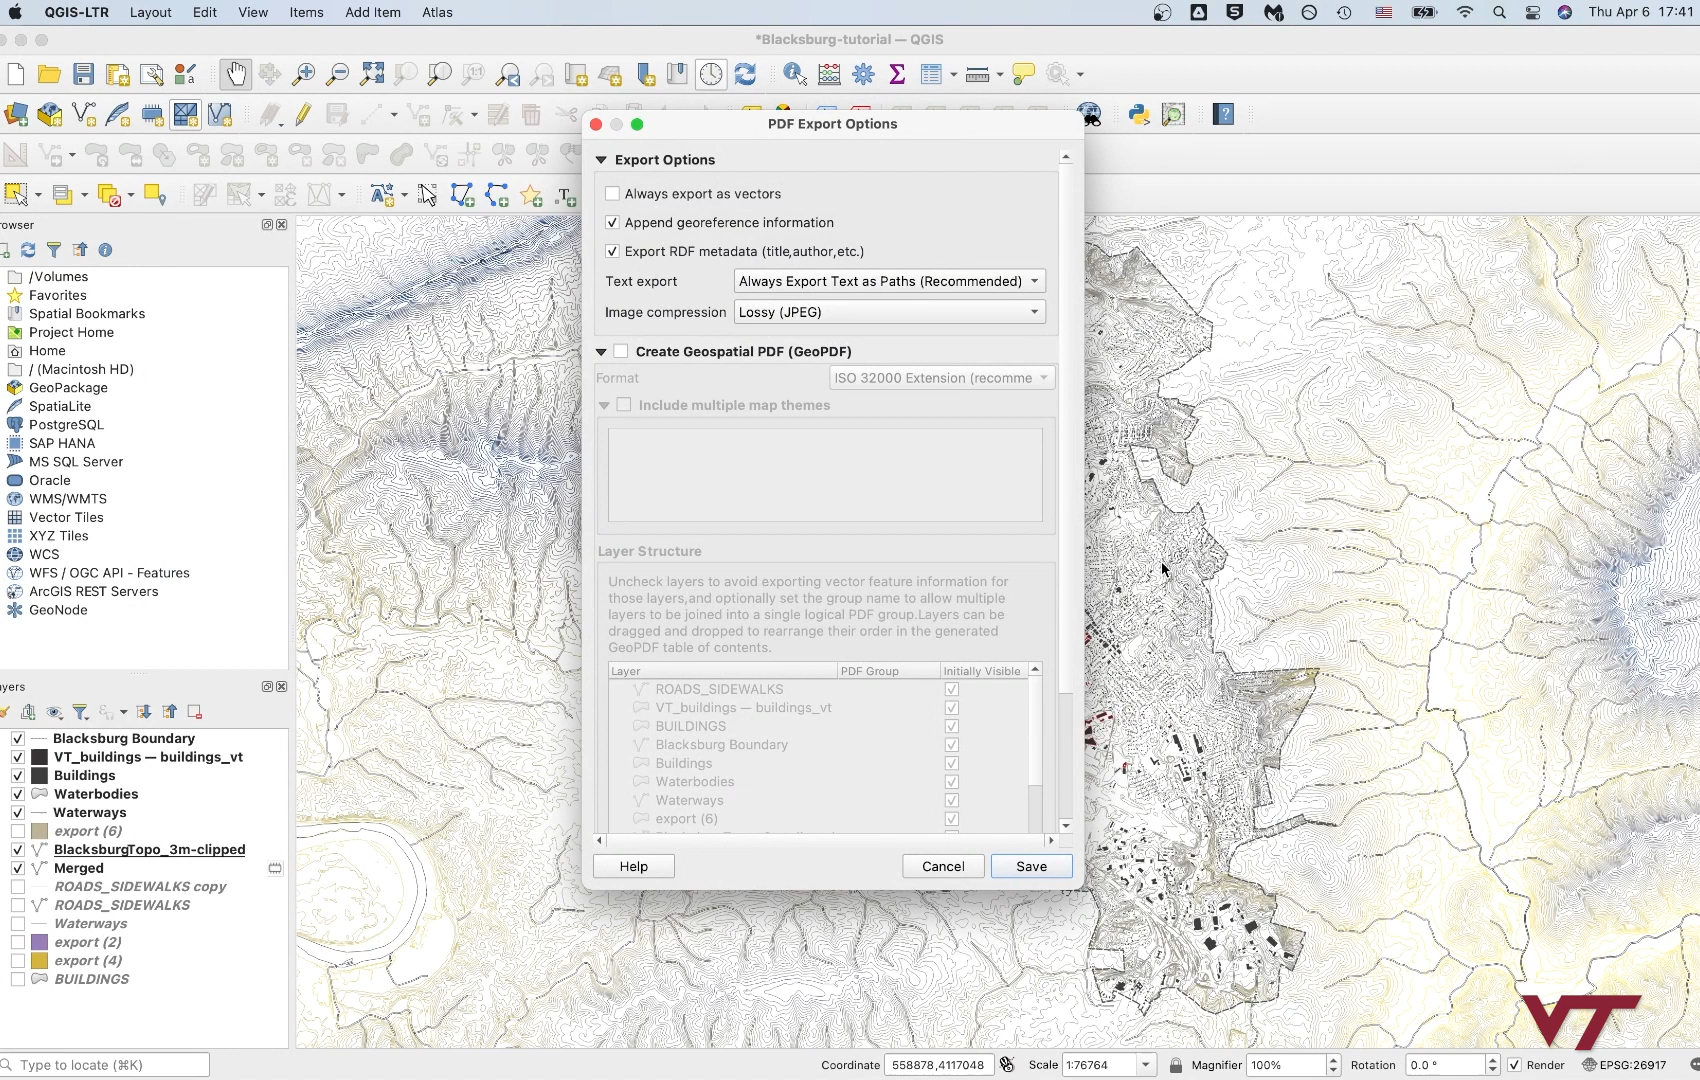 QGIS-LTR Layout Edit View Items Add Item Atlas Thu Apr 6 17:41
*Blacksburg-tutorial — QGIS
PDF Export Options
Export Options
Always export as vectors
Append georeference information
Export RDF metadata (title,author,etc.)
Text export Always Export Text as Paths (Recommended)
Image compression Lossy (JPEG)
Create Geospatial PDF (GeoPDF)
Format ISO 32000 Extension (recomme
Include multiple map themes
Layer Structure
Uncheck layers to avoid exporting vector feature information for
those layers,and optionally set the group name to allow multiple
layers to be joined into a single logical PDF group.Layers can be
dragged and dropped to rearrange their order in the generated
GeoPDF table of contents.
Layer PDF Group Initially Visible
ROADS_SIDEWALKS
VT_buildings — buildings_vt
BUILDINGS
Blacksburg Boundary
Buildings
Waterbodies
Waterways
export (6)
Help Cancel Save
rowser
/Volumes
Favorites
Spatial Bookmarks
Project Home
Home
/ (Macintosh HD)
GeoPackage
SpatiaLite
PostgreSQL
SAP HANA
MS SQL Server
Oracle
WMS/WMTS
Vector Tiles
XYZ Tiles
WCS
WFS / OGC API - Features
ArcGIS REST Servers
GeoNode
yers
Blacksburg Boundary
VT_buildings — buildings_vt
Buildings
Waterbodies
Waterways
export (6)
BlacksburgTopo_3m-clipped
Merged
ROADS_SIDEWALKS copy
ROADS_SIDEWALKS
Waterways
export (2)
export (4)
BUILDINGS
VT
Type to locate (⌘K) Coordinate 558878,4117048 Scale 1:76764 Magnifier 100% Rotation 0.0 ° Render EPSG:26917